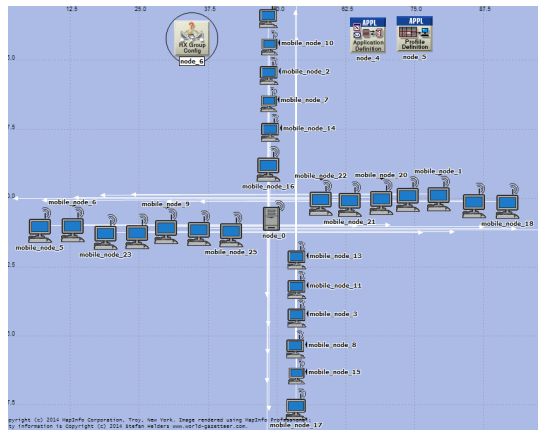 12.5
25.0
37.5
62.5
75.0
87.5
RX Group
Config
node_6
APPL
Application
Definition
node_4
APPL
Profile
Definition
node_5
mobile_node_10
mobile_node_2
mobile_node_7
mobile_node_14
mobile_node_16
mobile_node_22
mobile_node_20
mobile_node_1
mobile_node_6
mobile_node_9
mobile_node_21
mobile_node_18
node_0
mobile_node_5
mobile_node_23
mobile_node_25
mobile_node_13
mobile_node_11
mobile_node_3
mobile_node_8
mobile_node_15
pyright (c) 2014 MapInfo Corporation, Troy, New York. Image rendered using MapInfo Professional.
ty information is Copyright (c) 2014 Stefan Helders www.world-gazetteer.com.
mobile_node_17